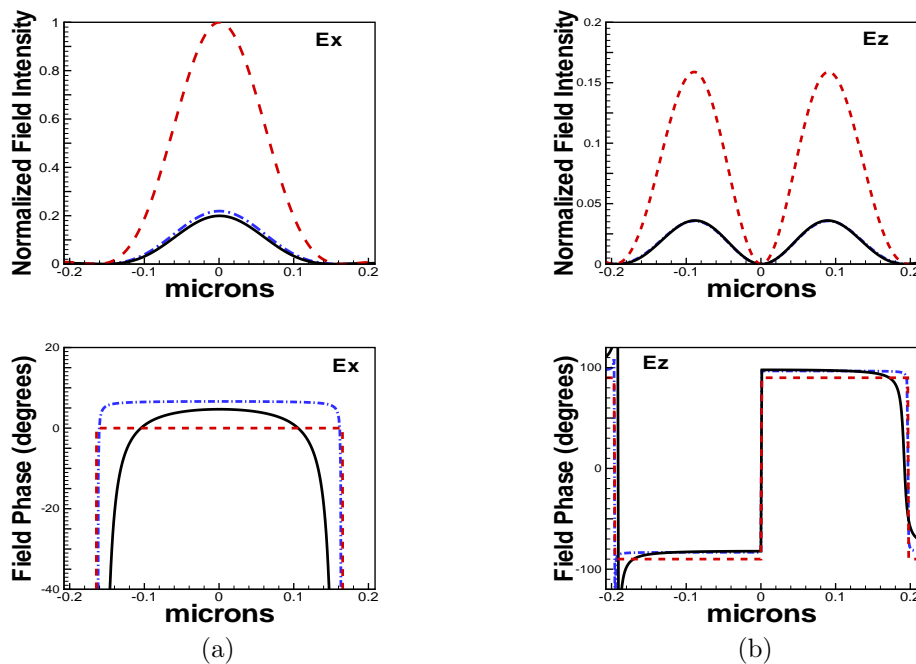 Normalized Field Intensity
1
0.8
0.6
0.4
0.2
0
Ex
-0.2 -0.1 0 0.1 0.2
microns
Normalized Field Intensity
0.2
0.15
0.1
0.05
0
Ez
-0.2 -0.1 0 0.1 0.2
microns
Field Phase (degrees)
20
0
-20
-40
Ex
-0.2 -0.1 0 0.1 0.2
microns
(a)
Field Phase (degrees)
100
0
-100
Ez
-0.2 -0.1 0 0.1 0.2
microns
(b)